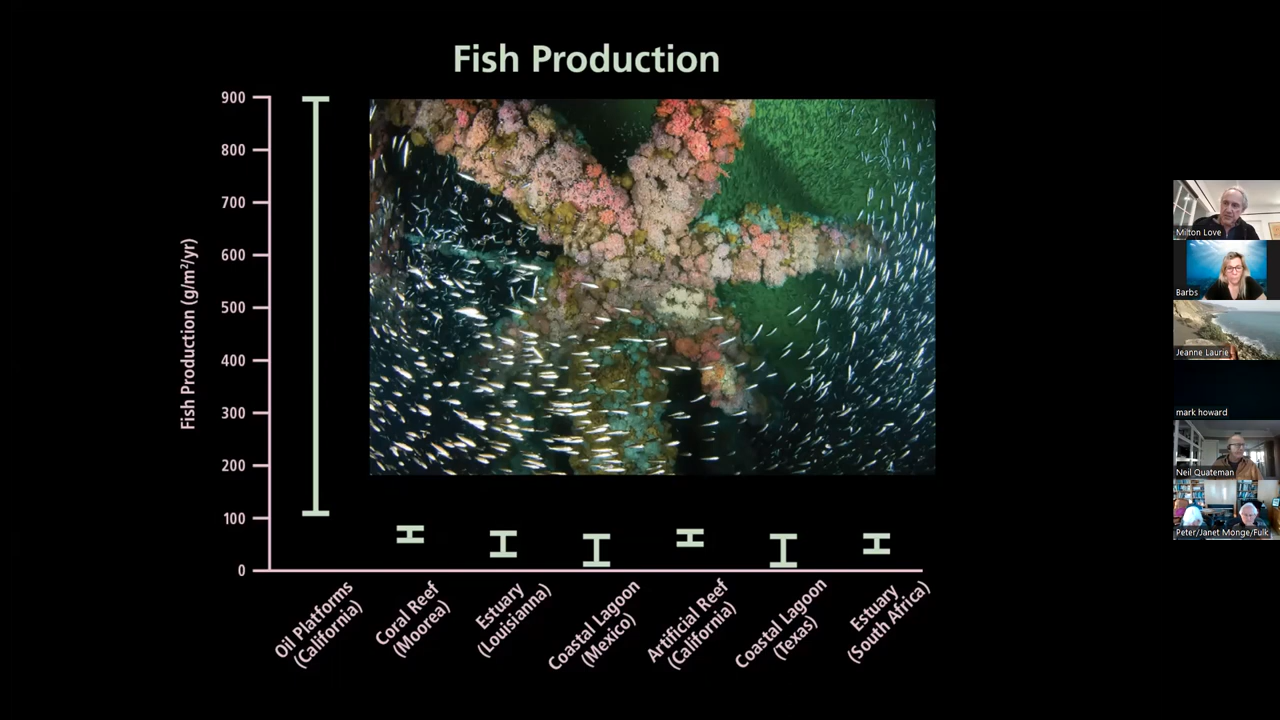 Fish Production
900
800
700
600
500
400
300
200
100
0
Fish Production (g/m²/yr)
Oil Platforms
(California)
Coral Reef
(Moorea)
Estuary
(Louisianna)
Coastal Lagoon
(Mexico)
Artificial Reef
(California)
Coastal Lagoon
(Texas)
Estuary
(South Africa)
Milton Love
Barbs
Jeanne Laurie
mark howard
Neil Quateman
Peter/Janet Monge/Fulk